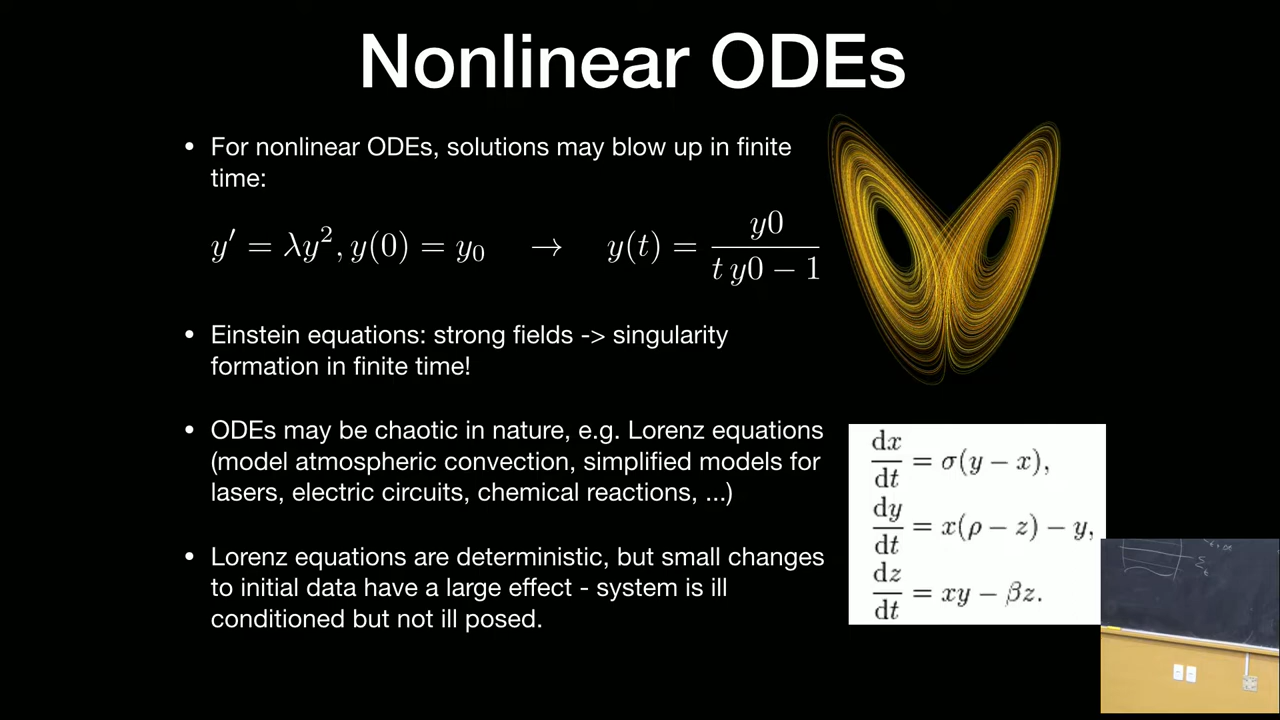 Nonlinear ODEs
• For nonlinear ODEs, solutions may blow up in finite
time:
y′ = λy², y(0) = y₀ → y(t) = y0 / (t y0 − 1)
• Einstein equations: strong fields -> singularity
formation in finite time!
• ODEs may be chaotic in nature, e.g. Lorenz equations
(model atmospheric convection, simplified models for
lasers, electric circuits, chemical reactions, ...)
• Lorenz equations are deterministic, but small changes
to initial data have a large effect - system is ill
conditioned but not ill posed.
dx/dt = σ(y − x),
dy/dt = x(ρ − z) − y,
dz/dt = xy − βz.